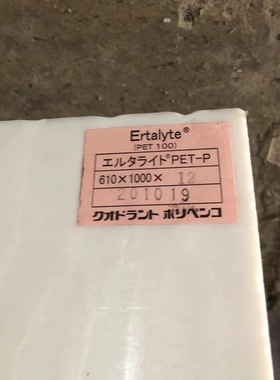 Ertalyte®
(PET 100)
エルタライト®PET-P
610×1000× 12
201019
クオドラント ポリペンコ